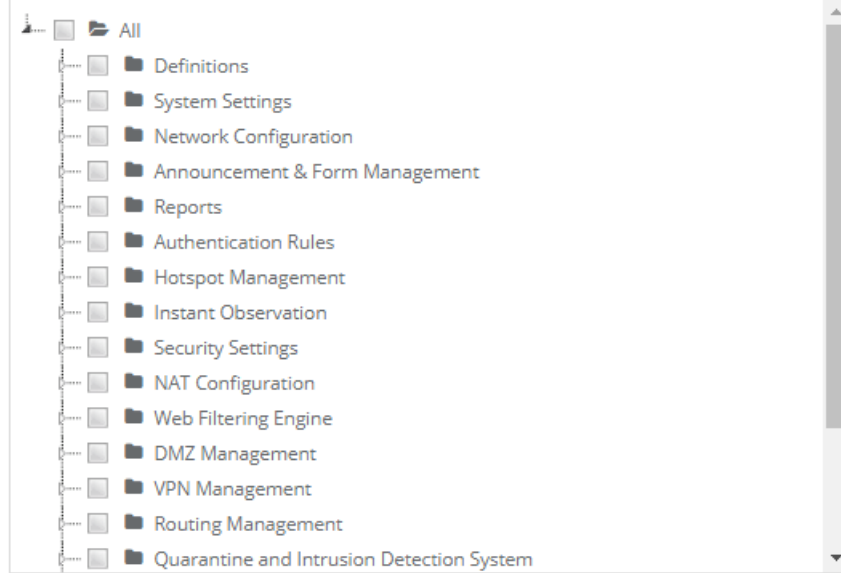 All
Definitions
System Settings
Network Configuration
Announcement & Form Management
Reports
Authentication Rules
Hotspot Management
Instant Observation
Security Settings
NAT Configuration
Web Filtering Engine
DMZ Management
VPN Management
Routing Management
Quarantine and Intrusion Detection System